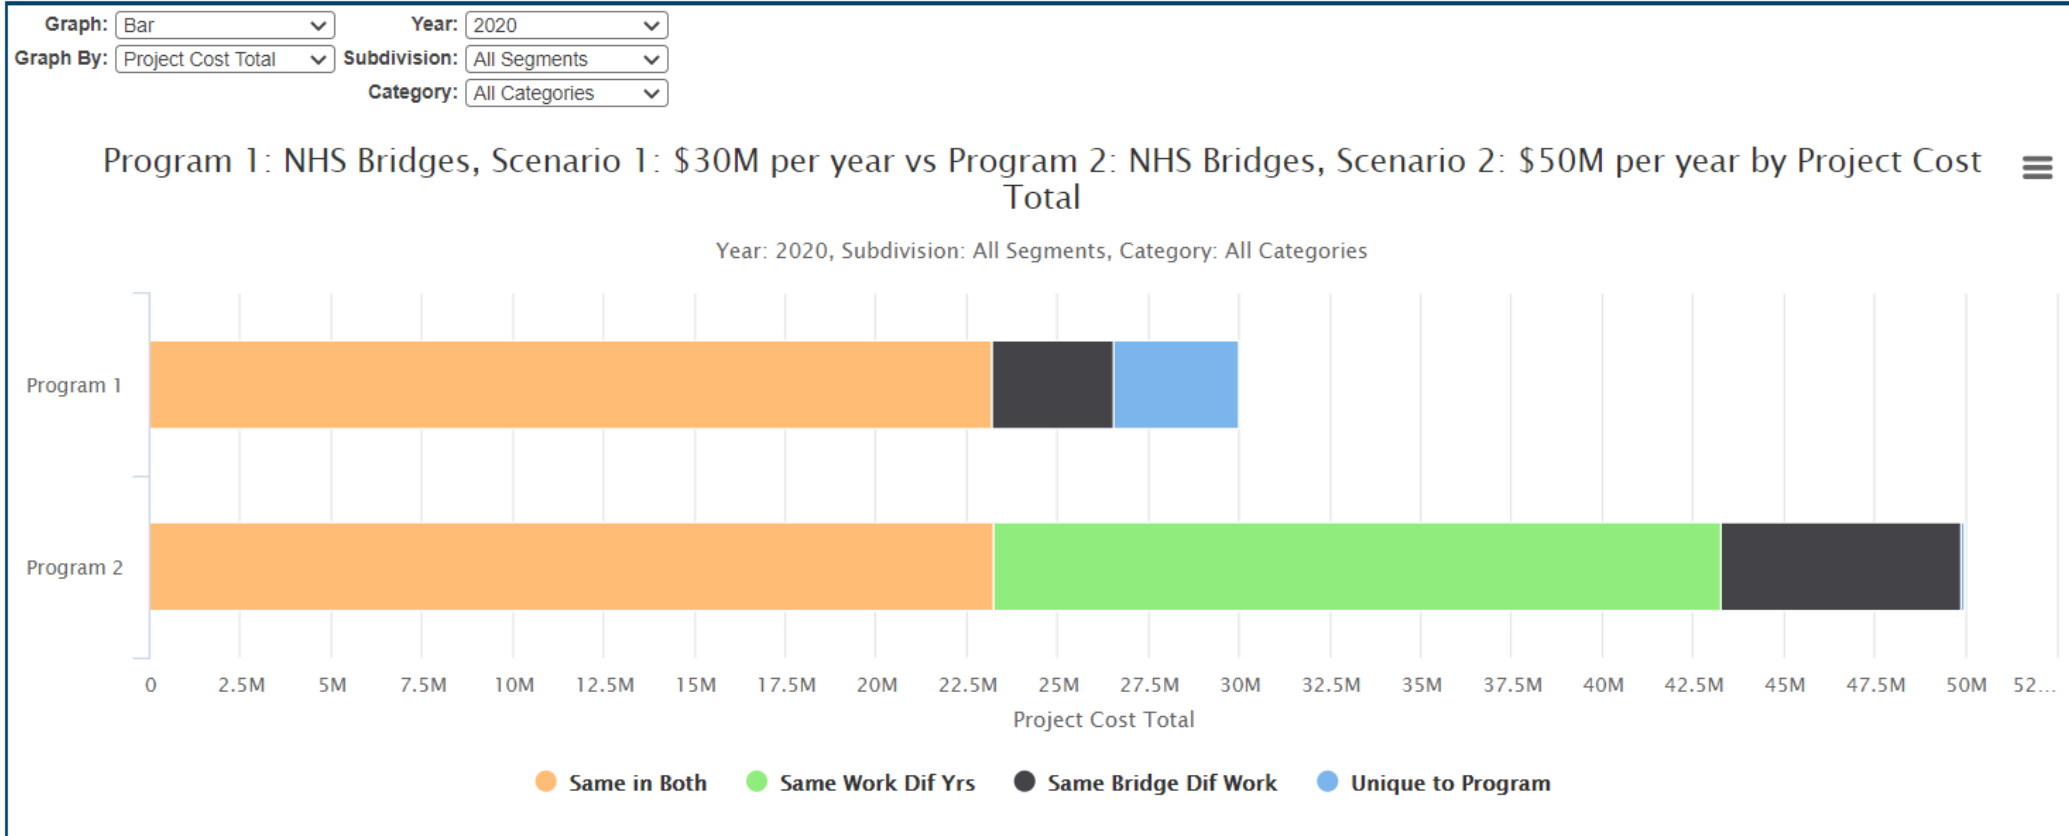 Graph: Bar Year: 2020
Graph By: Project Cost Total Subdivision: All Segments
Category: All Categories
Program 1: NHS Bridges, Scenario 1: $30M per year vs Program 2: NHS Bridges, Scenario 2: $50M per year by Project Cost
Total
Year: 2020, Subdivision: All Segments, Category: All Categories
Program 1
Program 2
0 2.5M 5M 7.5M 10M 12.5M 15M 17.5M 20M 22.5M 25M 27.5M 30M 32.5M 35M 37.5M 40M 42.5M 45M 47.5M 50M 52...
Project Cost Total
Same in Both Same Work Dif Yrs Same Bridge Dif Work Unique to Program